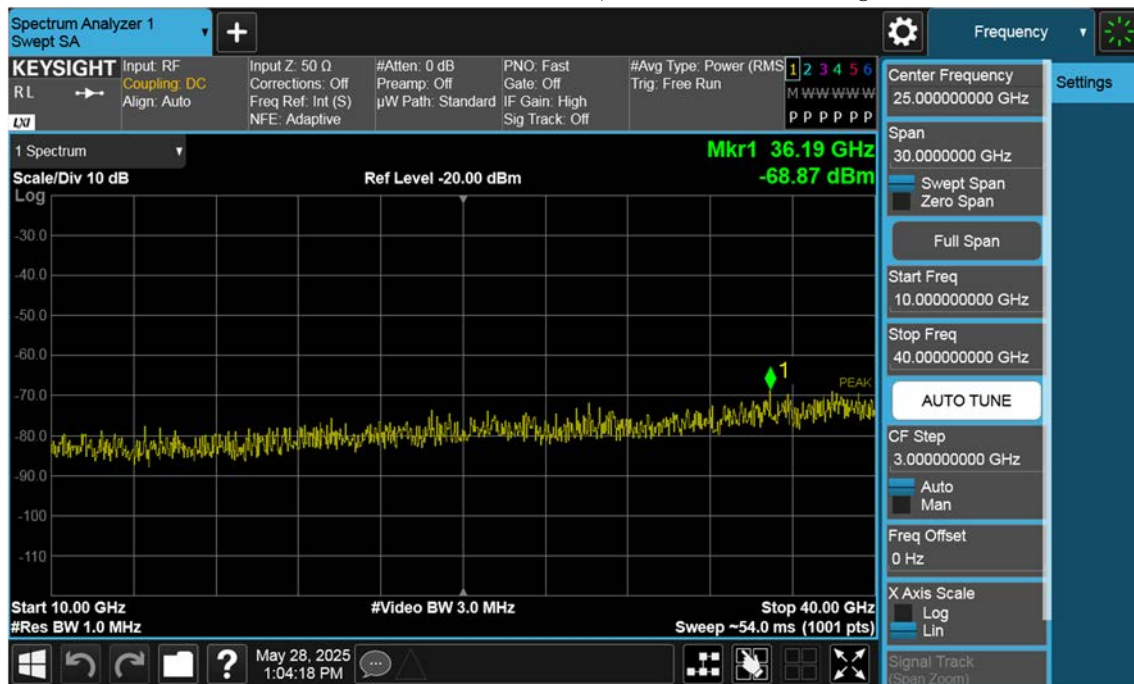 Spectrum Analyzer 1
Swept SA
+
Frequency
KEYSIGHT
RL
LXI
Input: RF
Coupling: DC
Align: Auto
Input Z: 50 Ω
Corrections: Off
Freq Ref: Int (S)
NFE: Adaptive
#Atten: 0 dB
Preamp: Off
µW Path: Standard
PNO: Fast
Gate: Off
IF Gain: High
Sig Track: Off
#Avg Type: Power (RMS
Trig: Free Run
1 2 3 4 5 6
M W W W W W
P P P P P P
1 Spectrum
Mkr1 36.19 GHz
Scale/Div 10 dB
Ref Level -20.00 dBm
-68.87 dBm
Log
-30.0
-40.0
-50.0
-60.0
1
PEAK
-70.0
-80.0
-90.0
-100
-110
Start 10.00 GHz
#Video BW 3.0 MHz
Stop 40.00 GHz
#Res BW 1.0 MHz
Sweep ~54.0 ms (1001 pts)
Center Frequency
25.000000000 GHz
Settings
Span
30.0000000 GHz
Swept Span
Zero Span
Full Span
Start Freq
10.000000000 GHz
Stop Freq
40.000000000 GHz
AUTO TUNE
CF Step
3.000000000 GHz
Auto
Man
Freq Offset
0 Hz
X Axis Scale
Log
Lin
Signal Track
(Span Zoom)
?
May 28, 2025
1:04:18 PM